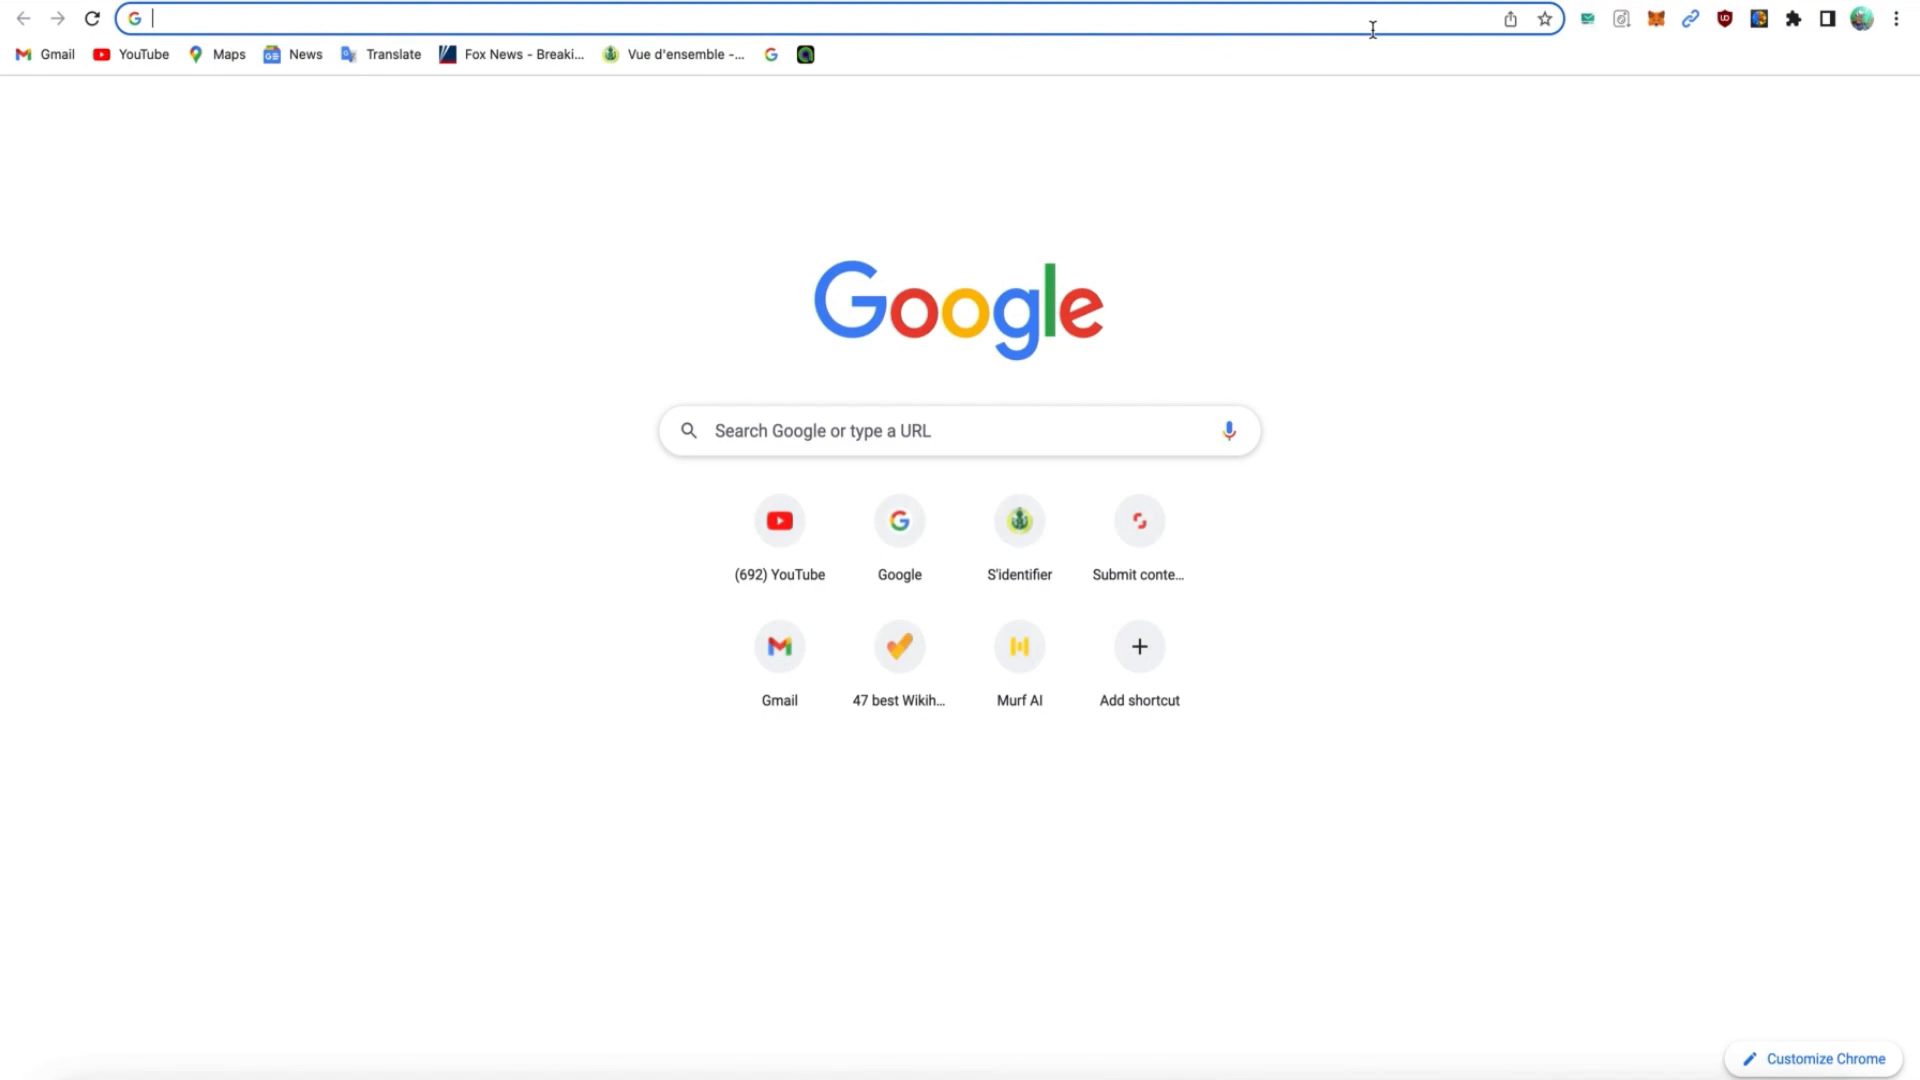 Gmail YouTube Maps News Translate Fox News - Breaki... Vue d'ensemble -...
Google
Search Google or type a URL
(692) YouTube Google S'identifier Submit conte...
Gmail 47 best Wikih... Murf AI Add shortcut
Customize Chrome